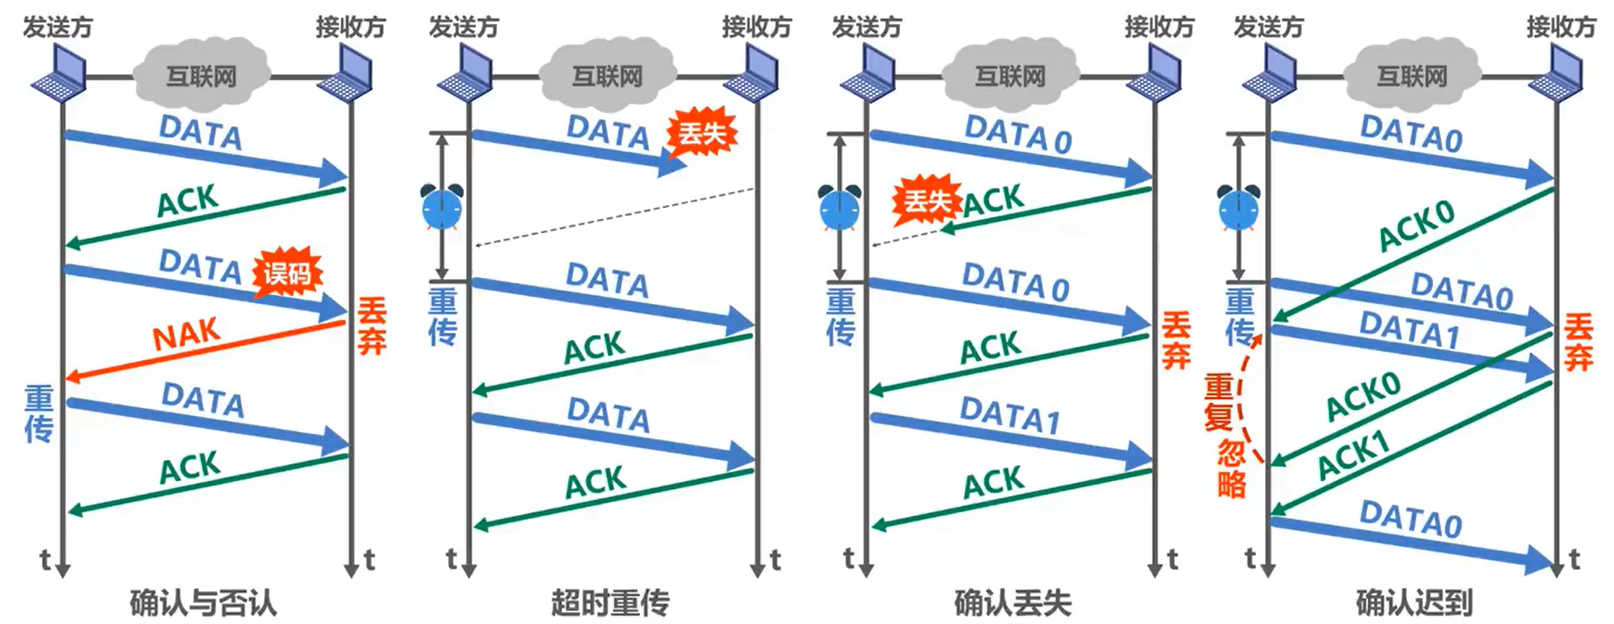 发送方
接收方
互联网
DATA
ACK
DATA
误码
丢弃
NAK
重传
DATA
ACK
t
t
确认与否认
发送方
接收方
互联网
DATA
丢失
重传
DATA
ACK
DATA
ACK
t
t
超时重传
发送方
接收方
互联网
DATA 0
丢失
ACK
重传
DATA 0
丢弃
ACK
DATA1
ACK
t
t
确认丢失
发送方
接收方
互联网
DATA0
ACK0
重传
DATA0
DATA1
丢弃
重复
忽略
ACK0
ACK1
DATA0
t
t
确认迟到